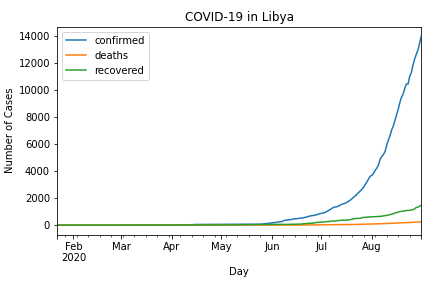 COVID-19 in Libya
confirmed
deaths
recovered
Number of Cases
14000
12000
10000
8000
6000
4000
2000
0
Feb Mar Apr May Jun Jul Aug
2020
Day